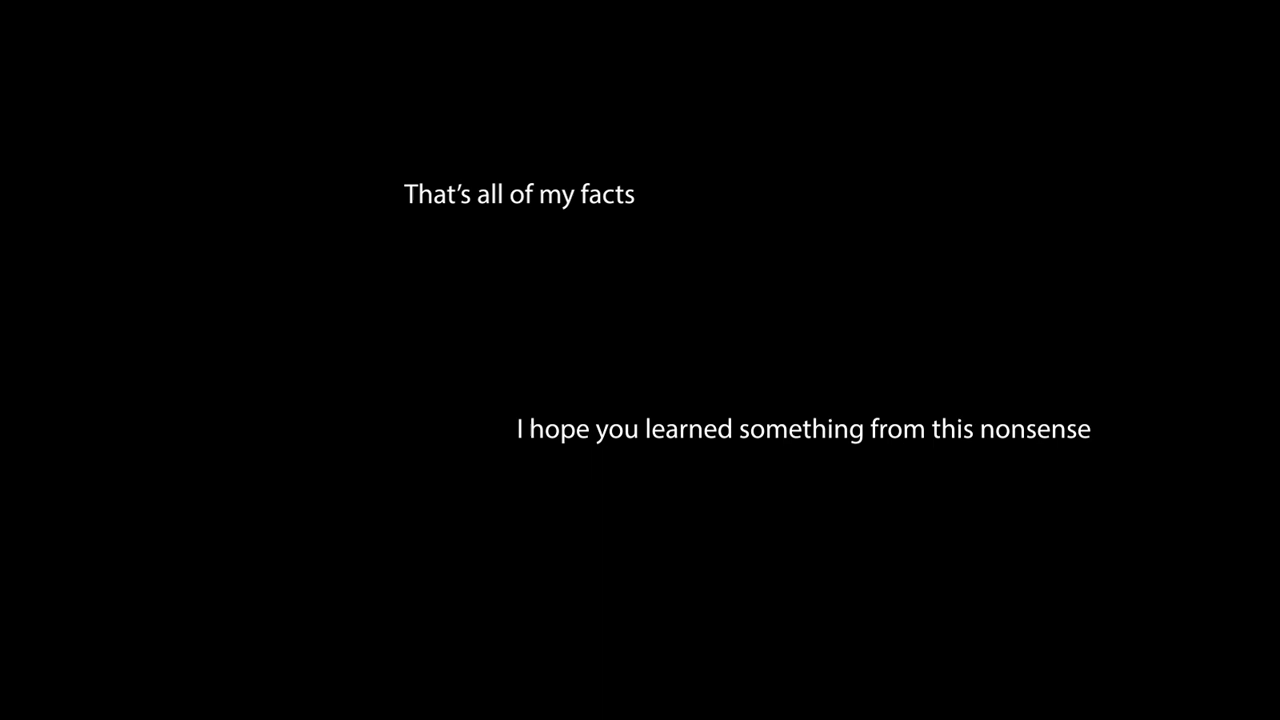 That’s all of my facts
I hope you learned something from this nonsense